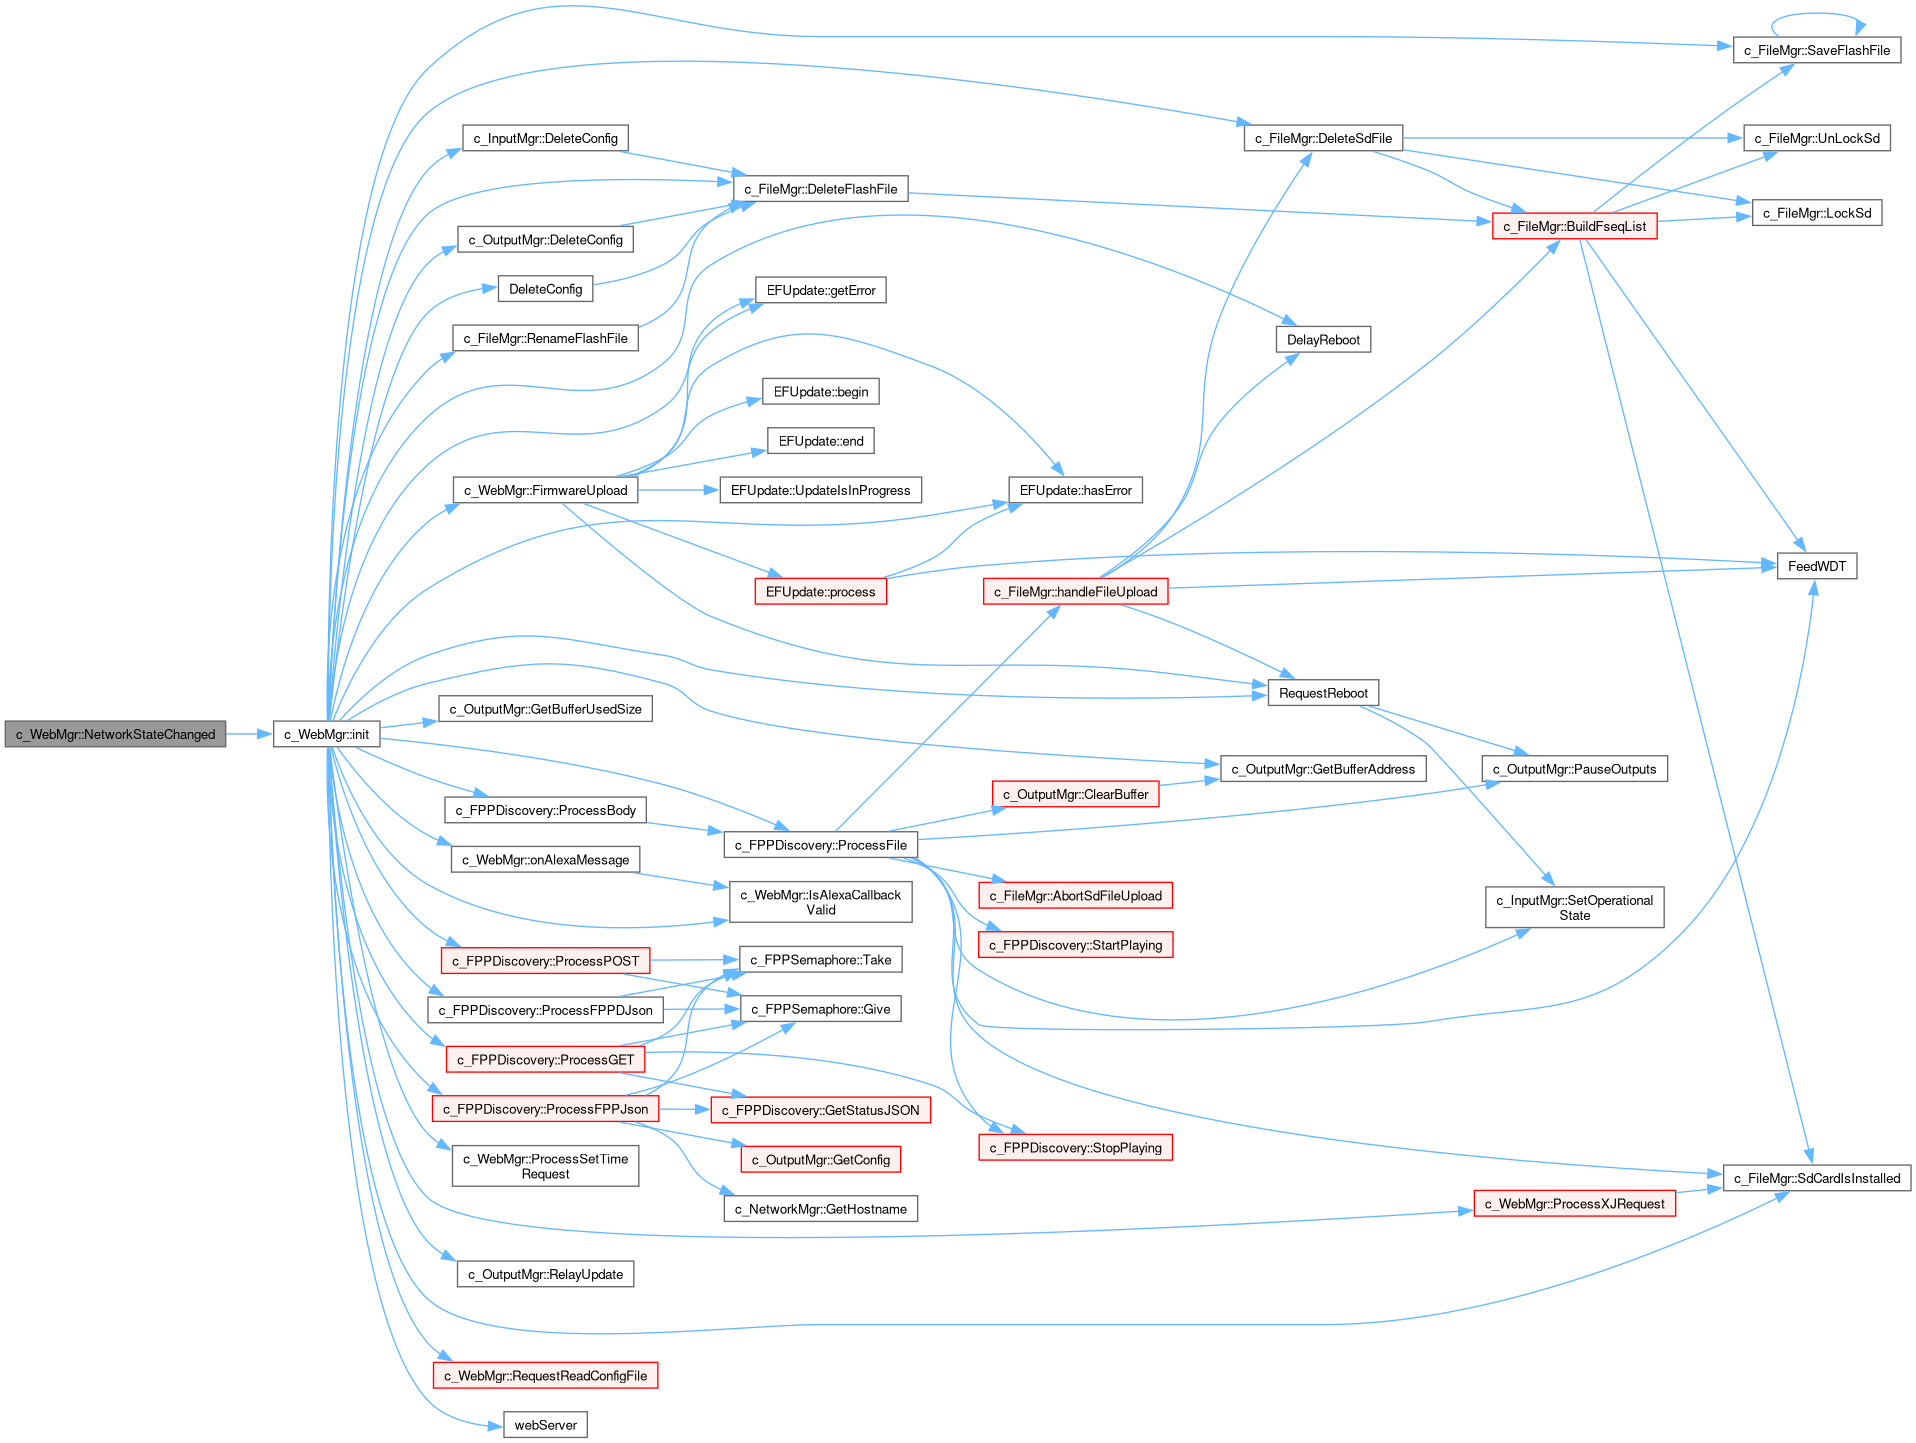 c_WebMgr::NetworkStateChanged
c_WebMgr::init
c_InputMgr::DeleteConfig
c_OutputMgr::DeleteConfig
DeleteConfig
c_FileMgr::RenameFlashFile
c_WebMgr::FirmwareUpload
c_OutputMgr::GetBufferUsedSize
c_FPPDiscovery::ProcessBody
c_WebMgr::onAlexaMessage
c_FPPDiscovery::ProcessPOST
c_FPPDiscovery::ProcessFPPDJson
c_FPPDiscovery::ProcessGET
c_FPPDiscovery::ProcessFPPJson
c_WebMgr::ProcessSetTime
Request
c_OutputMgr::RelayUpdate
c_WebMgr::RequestReadConfigFile
webServer
c_FileMgr::DeleteFlashFile
EFUpdate::getError
EFUpdate::begin
EFUpdate::end
EFUpdate::UpdateIsInProgress
EFUpdate::process
c_FPPDiscovery::ProcessFile
c_WebMgr::IsAlexaCallback
Valid
c_FPPSemaphore::Take
c_FPPSemaphore::Give
c_FPPDiscovery::GetStatusJSON
c_OutputMgr::GetConfig
c_NetworkMgr::GetHostname
EFUpdate::hasError
c_FileMgr::handleFileUpload
c_OutputMgr::ClearBuffer
c_FileMgr::AbortSdFileUpload
c_FPPDiscovery::StartPlaying
c_FPPDiscovery::StopPlaying
c_FileMgr::DeleteSdFile
DelayReboot
RequestReboot
c_OutputMgr::GetBufferAddress
c_FileMgr::BuildFseqList
c_OutputMgr::PauseOutputs
c_InputMgr::SetOperational
State
c_WebMgr::ProcessXJRequest
c_FileMgr::SaveFlashFile
c_FileMgr::UnLockSd
c_FileMgr::LockSd
FeedWDT
c_FileMgr::SdCardIsInstalled